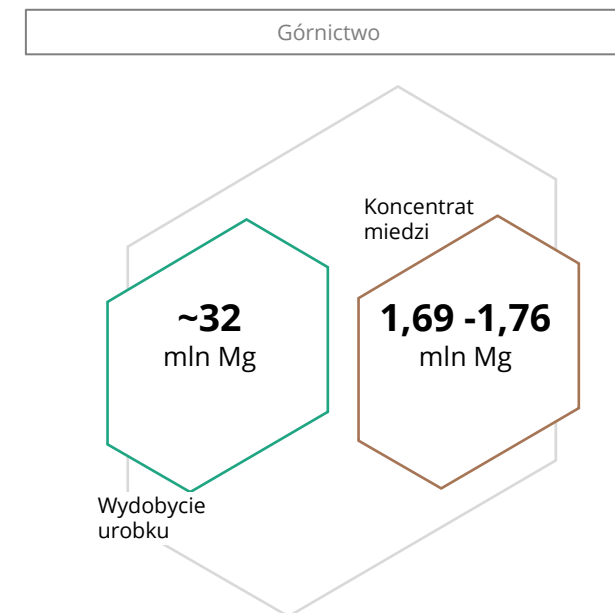 Górnictwo
Koncentrat
miedzi
~32
mln Mg
1,69 -1,76
mln Mg
Wydobycie
urobku